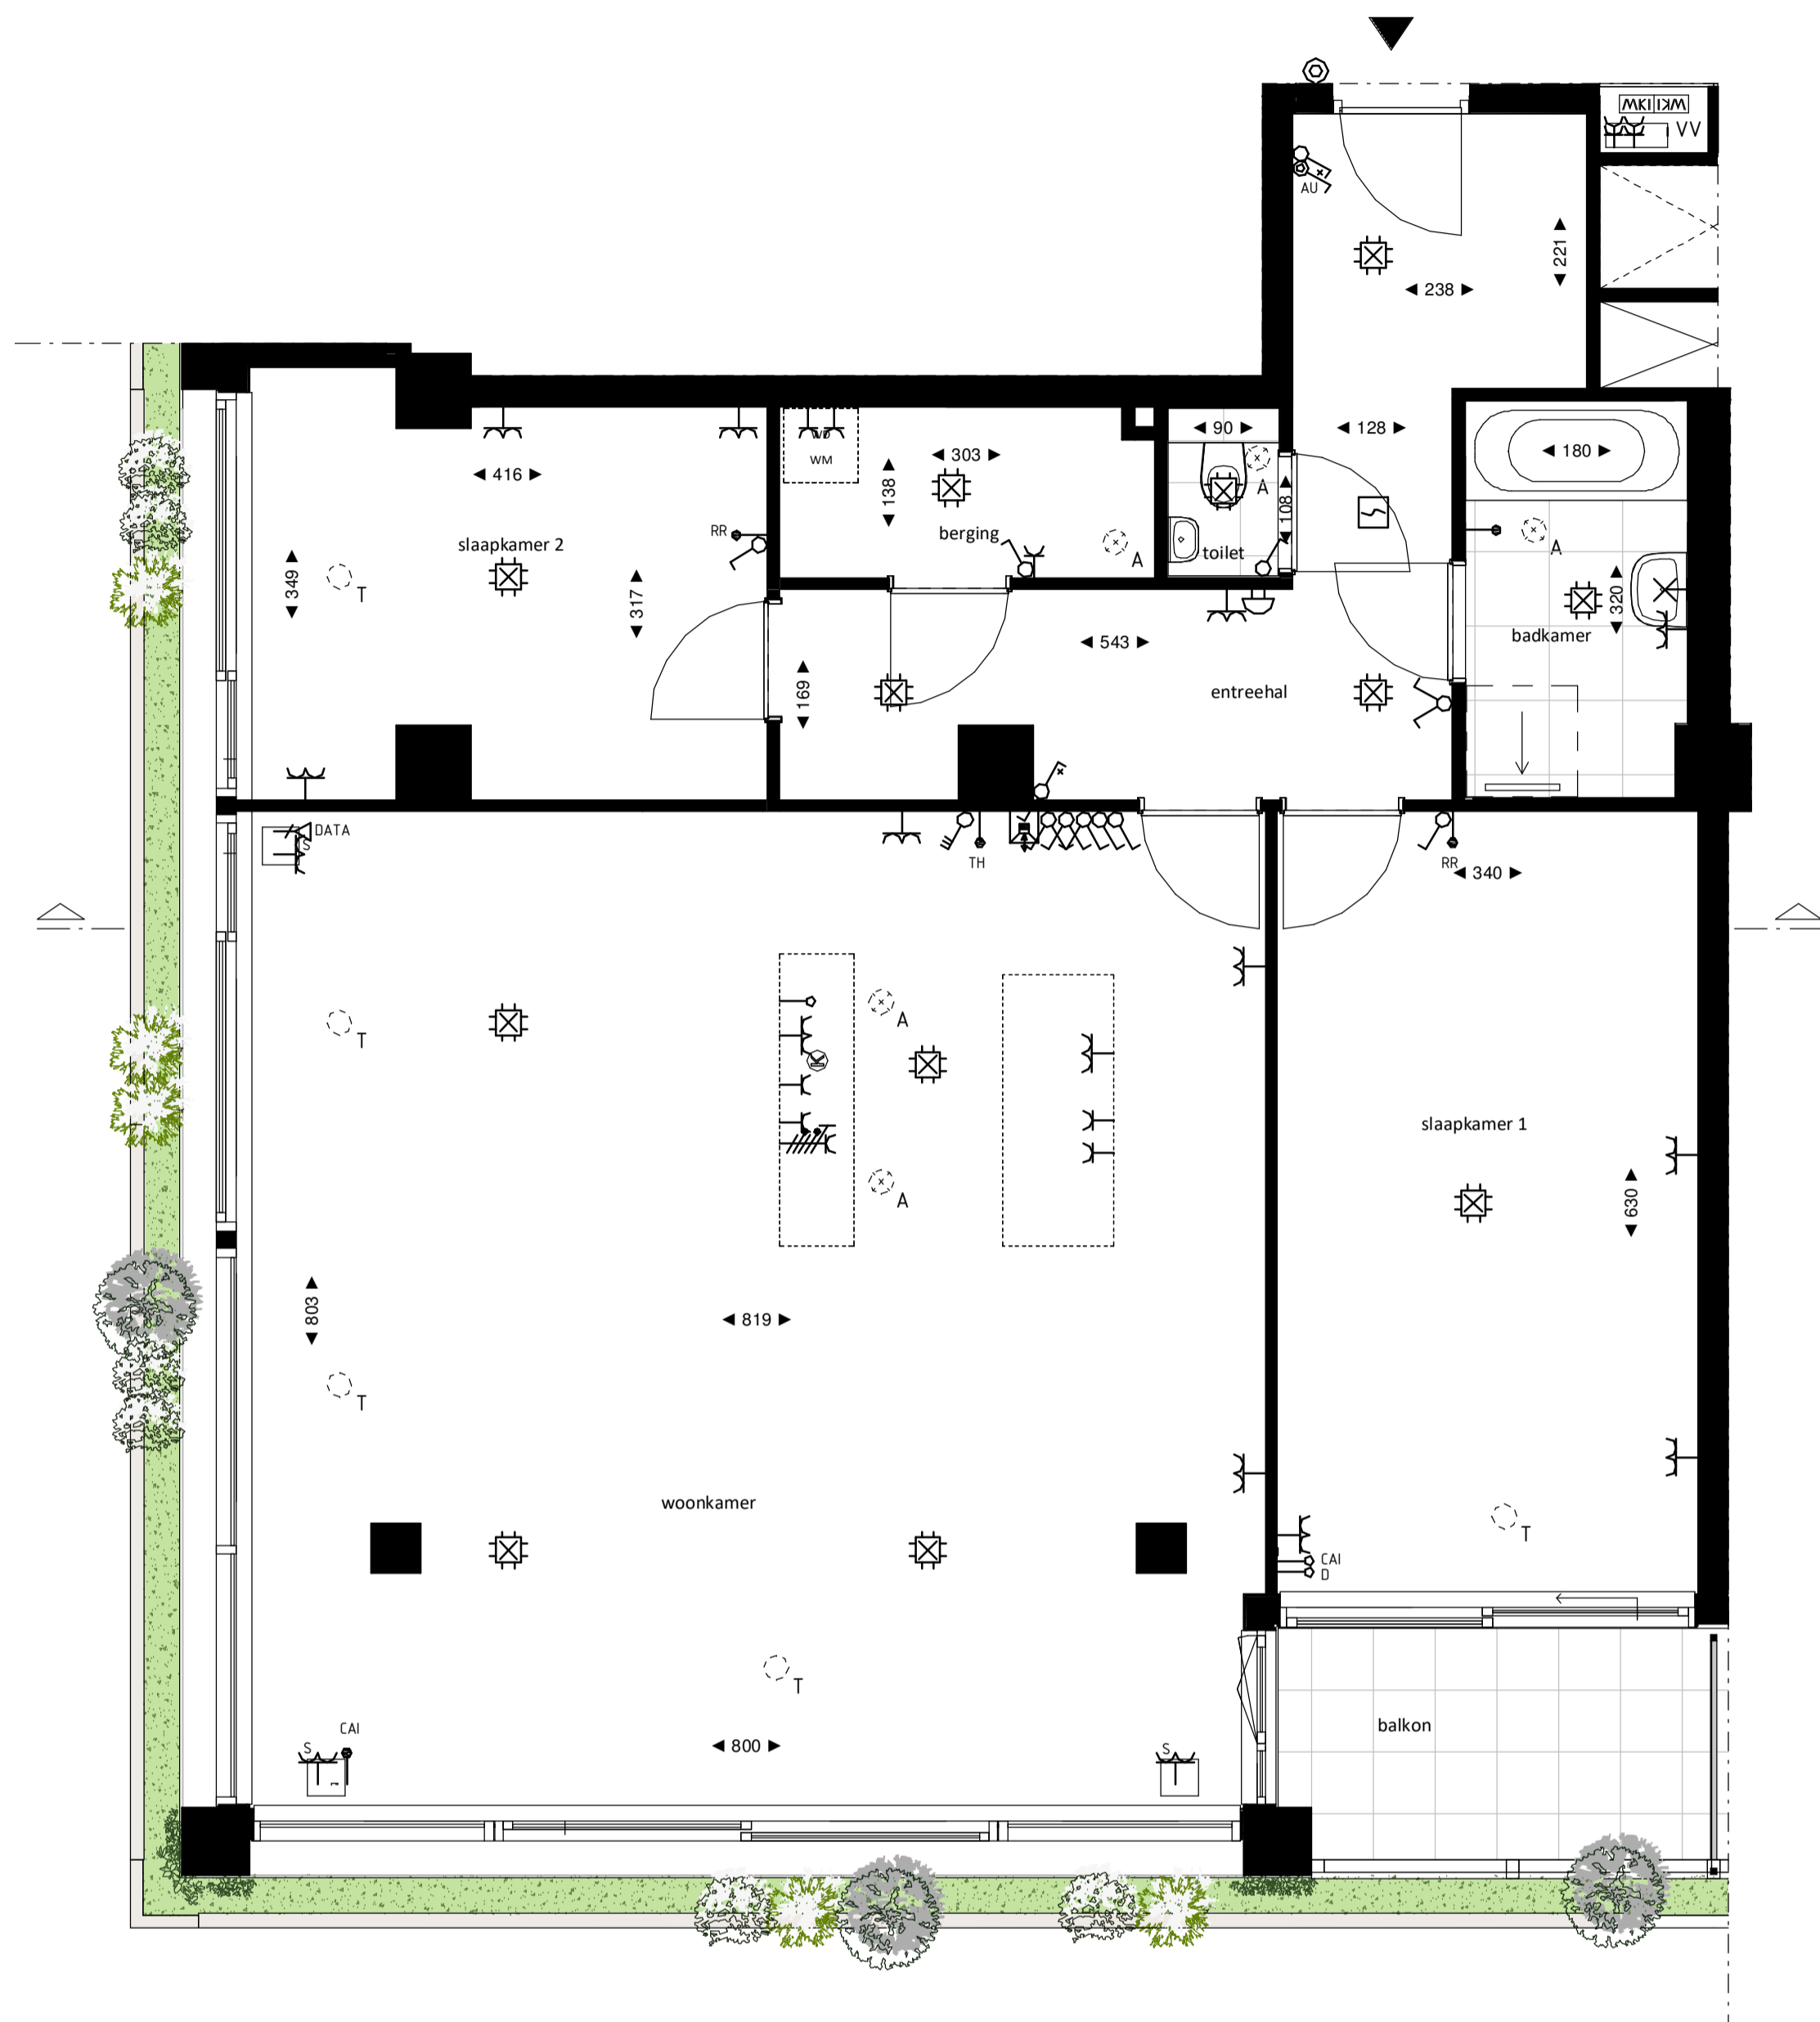 WKI WKI
VV
AU
221
238
128
90
180
WD
WM
303
138
416
A
108
RR
slaapkamer 2
berging
toilet
A
A
349
T
317
320
badkamer
543
169
entreehal
DATA
S
TH
RR
340
T
A
K
slaapkamer 1
A
630
803
819
T
woonkamer
T
CAI
D
T
balkon
CAI
S
800
S